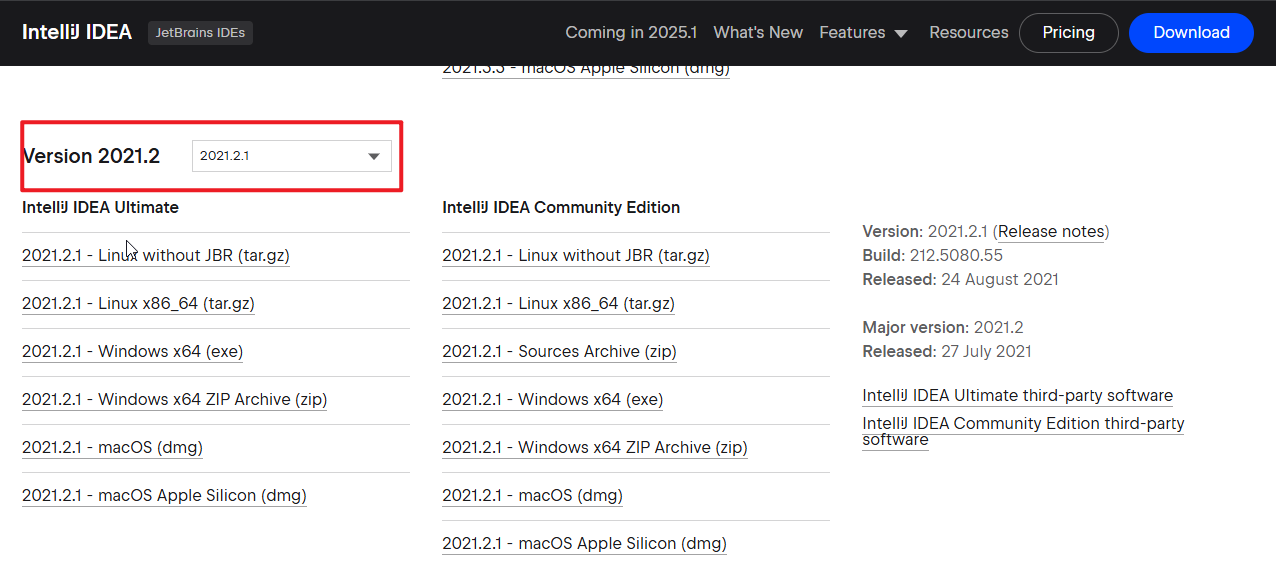 IntelliJ IDEA JetBrains IDEs Coming in 2025.1 What's New Features Resources Pricing Download
2021.3.3 - macOS Apple Silicon (dmg)
Version 2021.2 2021.2.1
IntelliJ IDEA Ultimate
2021.2.1 - Linux without JBR (tar.gz)
2021.2.1 - Linux x86_64 (tar.gz)
2021.2.1 - Windows x64 (exe)
2021.2.1 - Windows x64 ZIP Archive (zip)
2021.2.1 - macOS (dmg)
2021.2.1 - macOS Apple Silicon (dmg)
IntelliJ IDEA Community Edition
2021.2.1 - Linux without JBR (tar.gz)
2021.2.1 - Linux x86_64 (tar.gz)
2021.2.1 - Sources Archive (zip)
2021.2.1 - Windows x64 (exe)
2021.2.1 - Windows x64 ZIP Archive (zip)
2021.2.1 - macOS (dmg)
2021.2.1 - macOS Apple Silicon (dmg)
Version: 2021.2.1 (Release notes)
Build: 212.5080.55
Released: 24 August 2021
Major version: 2021.2
Released: 27 July 2021
IntelliJ IDEA Ultimate third-party software
IntelliJ IDEA Community Edition third-party
software